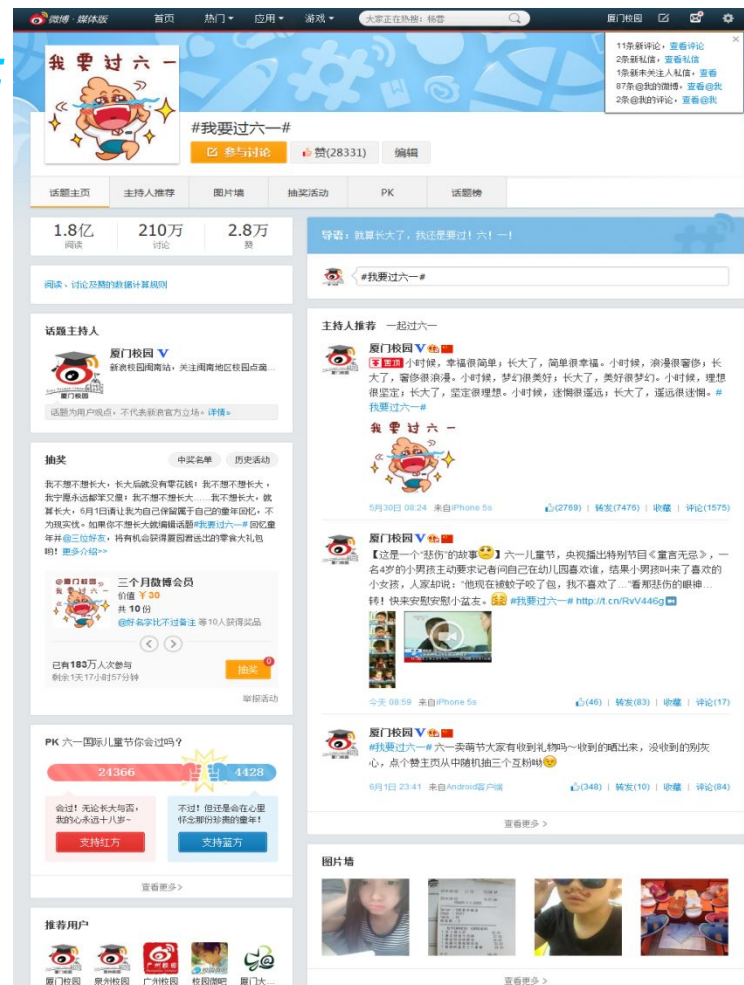 微博·媒体版 首页 热门 应用 游戏 大家正在热搜：杨蓉 厦门校园
11条新评论，查看评论
2条新私信，查看私信
1条新未关注人私信，查看
87条@我的微博，查看@我
2条@我的评论，查看@我
我要过六一
#我要过六一#
参与讨论 赞(28331) 编辑
话题主页 主持人推荐 图片墙 抽奖活动 PK 话题榜
1.8亿 210万 2.8万
阅读 讨论 赞
阅读、讨论及赞的数据计算规则
话题主持人
厦门校园
新浪校园闽南站，关注闽南地区校园点滴...
厦门校园
话题为用户观点，不代表新浪官方立场。详情»
抽奖 中奖名单 历史活动
我不想不想长大，长大后就没有零花钱；我不想不想长大，
我宁愿永远都笨又傻；我不想不想长大……我不想长大，就
算长大，6月1日请让我为自己保留属于自己的童年回忆，不
为现实忧。如果你不想长大就编辑话题#我要过六一#回忆童
年并@三位好友，将有机会获得厦园君送出的零食大礼包
哟！更多介绍>>
@厦门校园
我要过六一
三个月微博会员
价值 ￥30
共 10 份
@好名字比不过备注 等10人获得奖品
已有183万人次参与
剩余1天17小时57分钟
抽奖 0
举报活动
PK 六一国际儿童节你会过吗？
24366 4428
会过！无论长大与否，
我的心永远十八岁~
支持红方
不过！但还是会在心里
怀念那份珍贵的童年！
支持蓝方
查看更多>
推荐用户
厦门校园 泉州校园 广州校园 校园微吧 厦门大...
导语：就算长大了，我还是要过！六！一！
#我要过六一#
主持人推荐 一起过六一
厦门校园
置顶 小时候，幸福很简单；长大了，简单很幸福。小时候，浪漫很奢侈；长
大了，奢侈很浪漫。小时候，梦幻很美好；长大了，美好很梦幻。小时候，理想
很坚定；长大了，坚定很理想。小时候，迷惘很遥远；长大了，遥远很迷惘。#
我要过六一#
我要过六一
5月30日 08:24 来自iPhone 5s (2769) | 转发(7476) | 收藏 | 评论(1575)
厦门校园
【这是一个“悲伤”的故事】六一儿童节，央视播出特别节目《童言无忌》，一
名4岁的小男孩主动要求记者问自己在幼儿园喜欢谁，结果小男孩叫来了喜欢的
小女孩，人家却说：“他现在被蚊子咬了包，我不喜欢了...”看那悲伤的眼神...
转！快来安慰安慰小盆友。 #我要过六一# http://t.cn/RvV446g
今天 08:59 来自iPhone 5s (46) | 转发(83) | 收藏 | 评论(17)
厦门校园
#我要过六一# 六一卖萌节大家有收到礼物吗～收到的晒出来，没收到的别灰
心，点个赞主页从中随机抽三个互粉呦
6月1日 23:41 来自Android客户端 (348) | 转发(10) | 收藏 | 评论(84)
查看更多 >
图片墙
查看更多 >